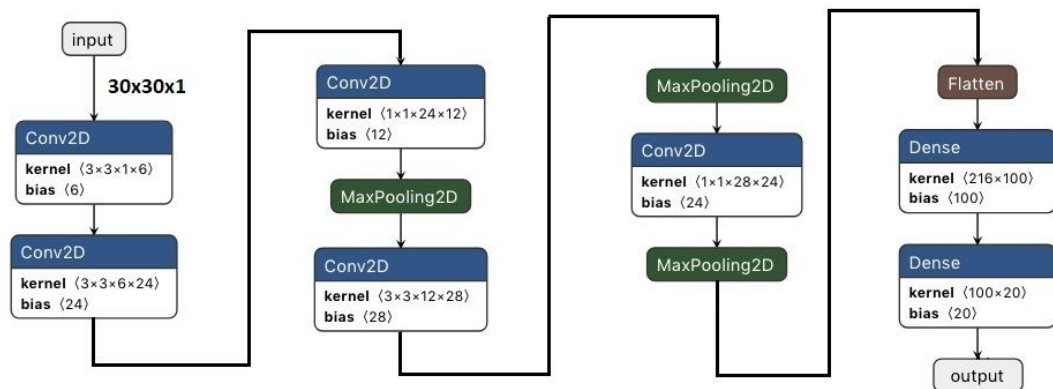 input
30x30x1
Conv2D
kernel ⟨3×3×1×6⟩
bias ⟨6⟩
Conv2D
kernel ⟨3×3×6×24⟩
bias ⟨24⟩
Conv2D
kernel ⟨1×1×24×12⟩
bias ⟨12⟩
MaxPooling2D
Conv2D
kernel ⟨3×3×12×28⟩
bias ⟨28⟩
MaxPooling2D
Conv2D
kernel ⟨1×1×28×24⟩
bias ⟨24⟩
MaxPooling2D
Flatten
Dense
kernel ⟨216×100⟩
bias ⟨100⟩
Dense
kernel ⟨100×20⟩
bias ⟨20⟩
output